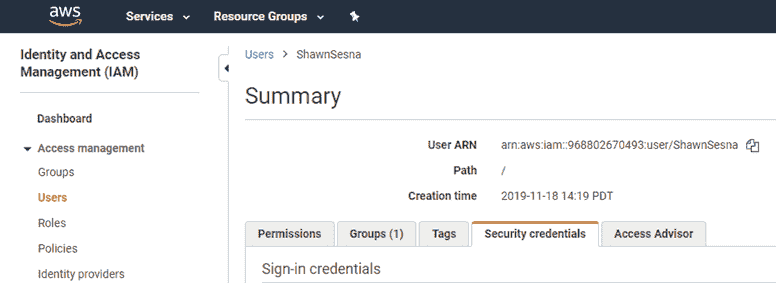 aws Services Resource Groups
Identity and Access
Management (IAM)
Dashboard
Access management
Groups
Users
Roles
Policies
Identity providers
Users > ShawnSesna
Summary
User ARN arn:aws:iam::968802670493:user/ShawnSesna
Path /
Creation time 2019-11-18 14:19 PDT
Permissions Groups (1) Tags Security credentials Access Advisor
Sign-in credentials